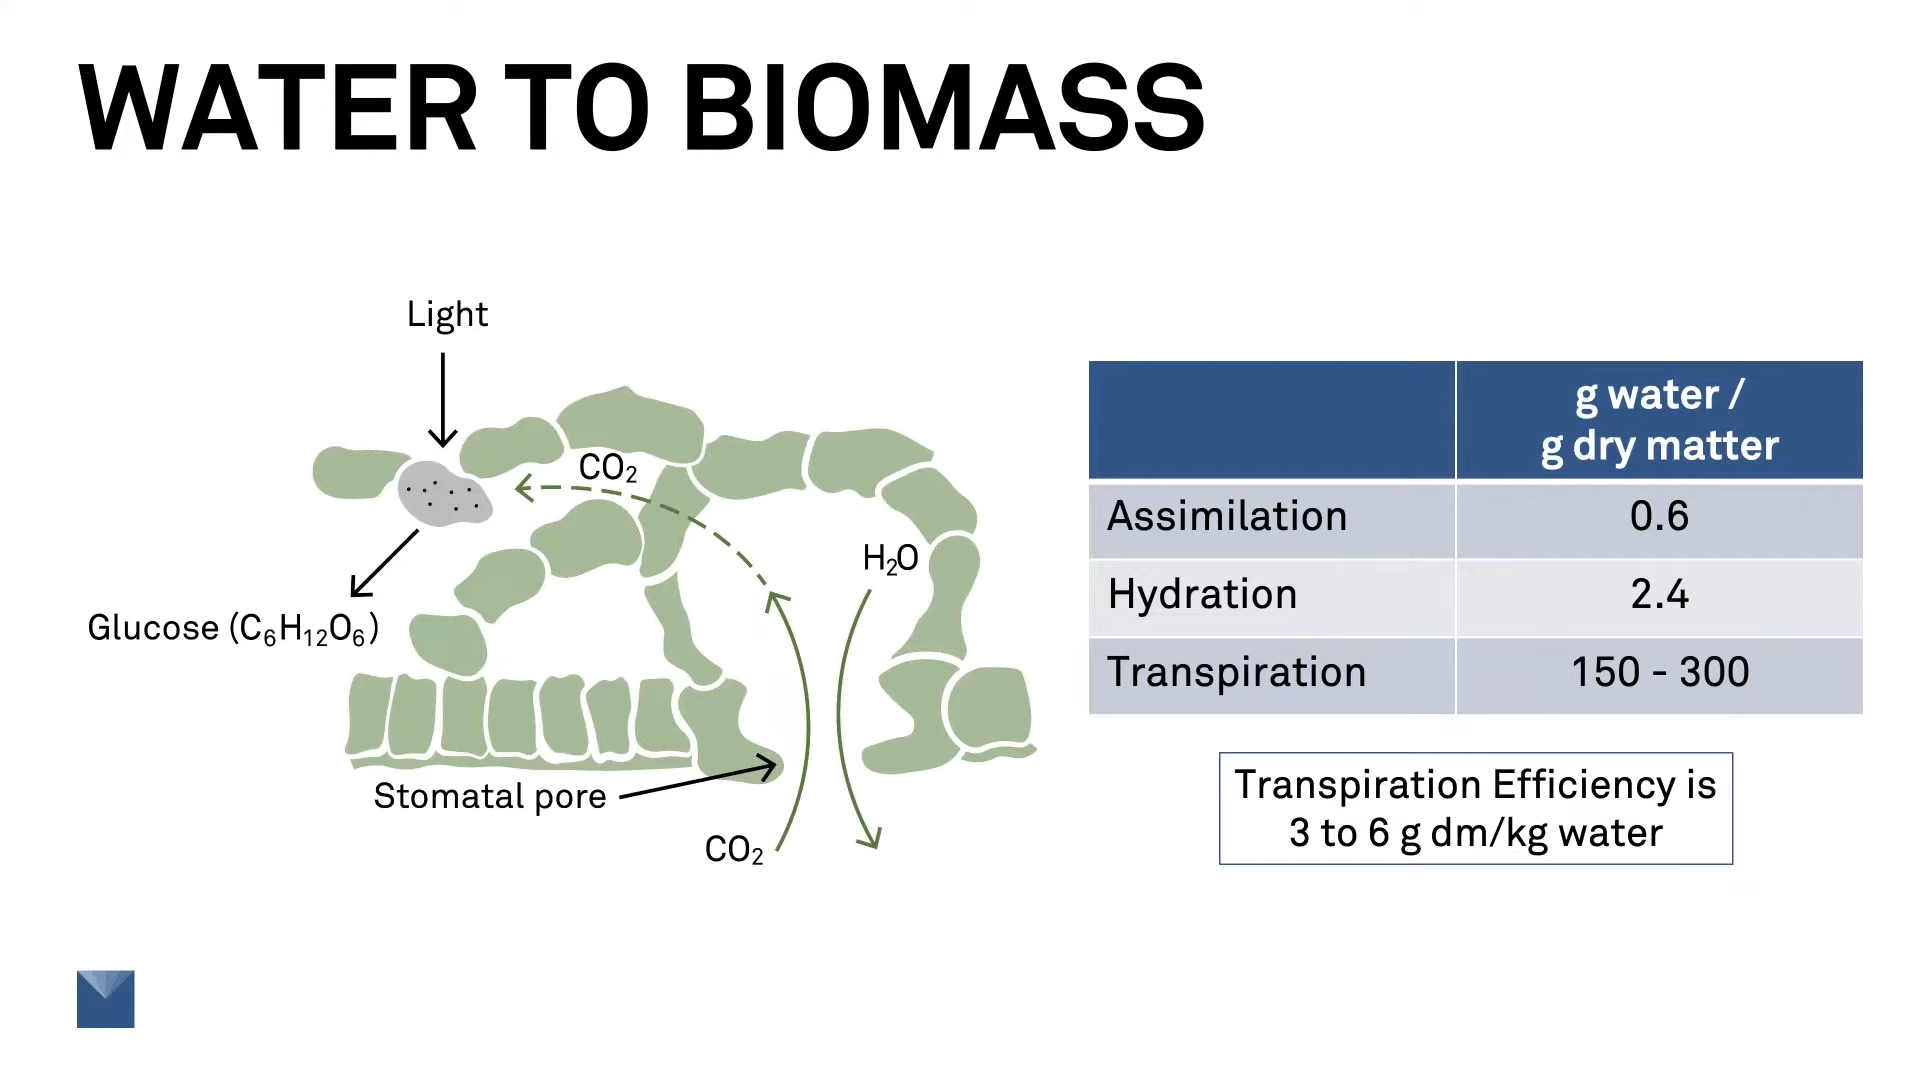 WATER TO BIOMASS
Light
CO₂
H₂O
Glucose (C₆H₁₂O₆)
Stomatal pore
CO₂
g water /
g dry matter
Assimilation 0.6
Hydration 2.4
Transpiration 150 - 300
Transpiration Efficiency is
3 to 6 g dm/kg water